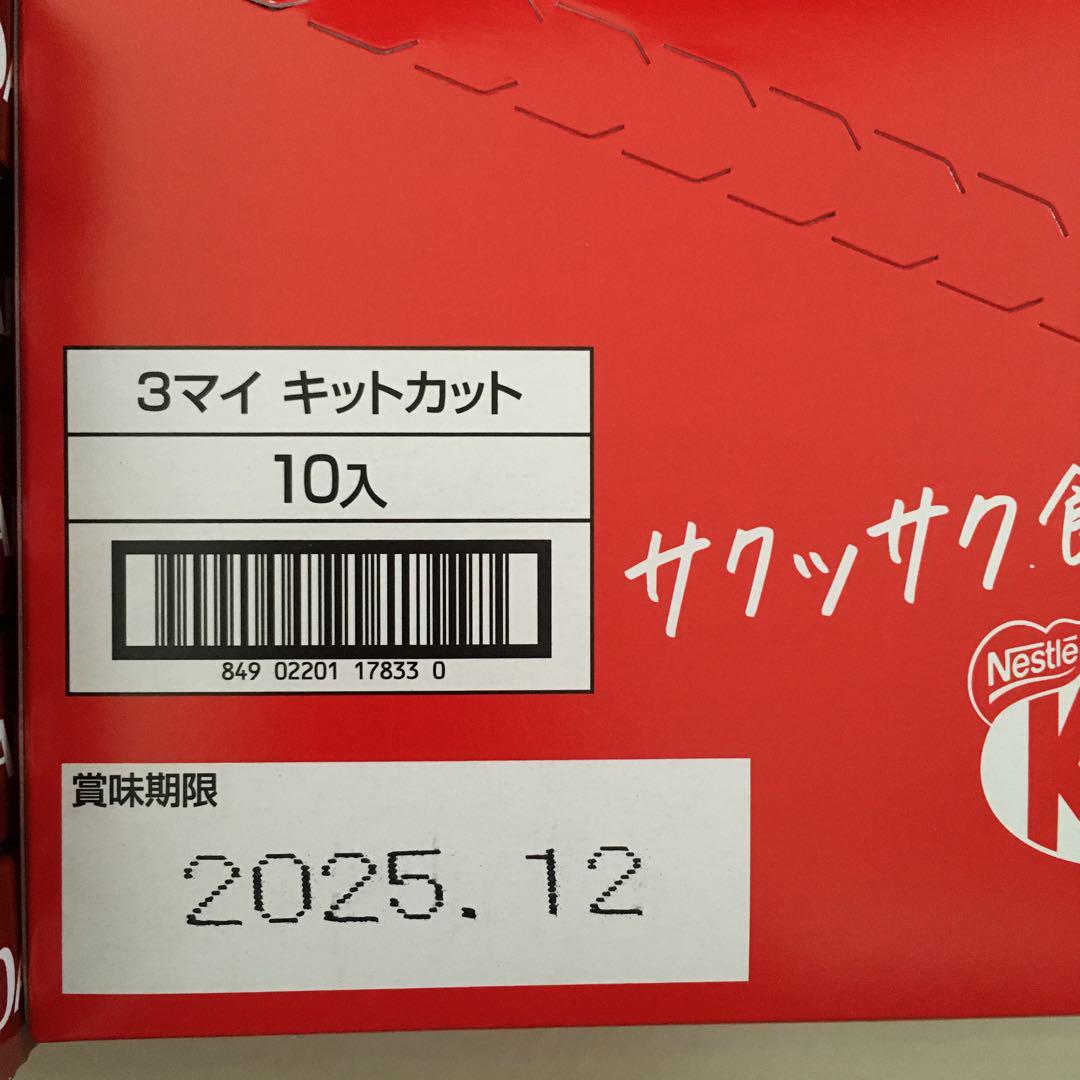 3マイ キットカット
10入
849 02201 17833 0
サクッサク
Nestlé
K
賞味期限
2025.12